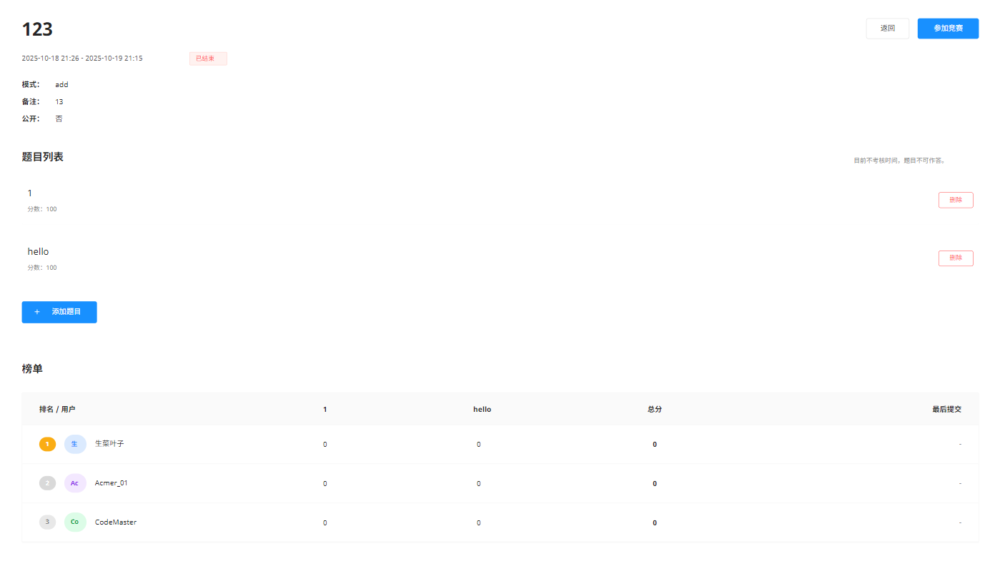 123
返回 参加竞赛
2025-10-18 21:26 - 2025-10-19 21:15 已结束
模式： add
备注： 13
公开： 否
题目列表
目前不考核时间，题目不可作答。
1
分数：100
删除
hello
分数：100
删除
+ 添加题目
榜单
排名 / 用户 1 hello 总分 最后提交
1 生 生菜叶子 0 0 0 -
2 Ac Acmer_01 0 0 0 -
3 Co CodeMaster 0 0 0 -